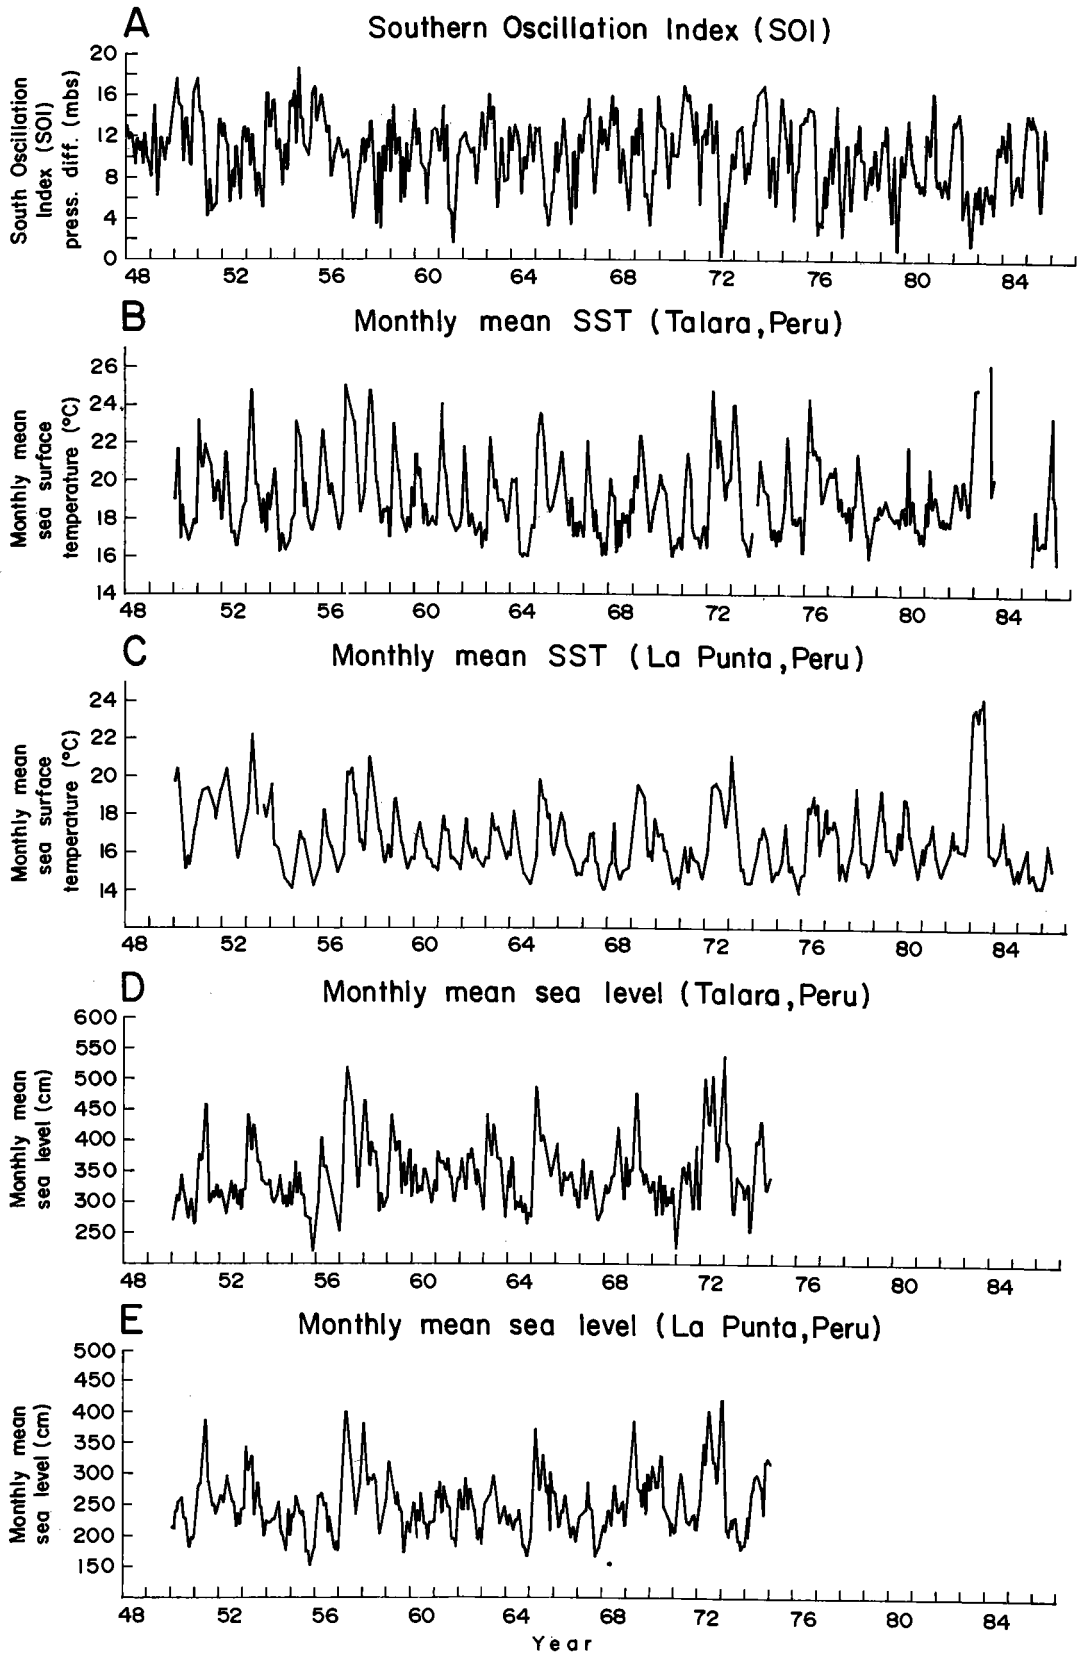 A
Southern Oscillation Index (SOI)
South Osciliation
Index (SOI)
press. diff. (mbs)
20
16
12
8
4
0
48 52 56 60 64 68 72 76 80 84
B
Monthly mean SST (Talara, Peru)
Monthly mean
sea surface
temperature (°C)
26
24
22
20
18
16
14
48 52 56 60 64 68 72 76 80 84
C
Monthly mean SST (La Punta, Peru)
Monthly mean
sea surface
temperature (°C)
24
22
20
18
16
14
48 52 56 60 64 68 72 76 80 84
D
Monthly mean sea level (Talara, Peru)
Monthly mean
sea level (cm)
600
550
500
450
400
350
300
250
48 52 56 60 64 68 72 76 80 84
E
Monthly mean sea level (La Punta, Peru)
Monthly mean
sea level (cm)
500
450
400
350
300
250
200
150
48 52 56 60 64 68 72 76 80 84
Year